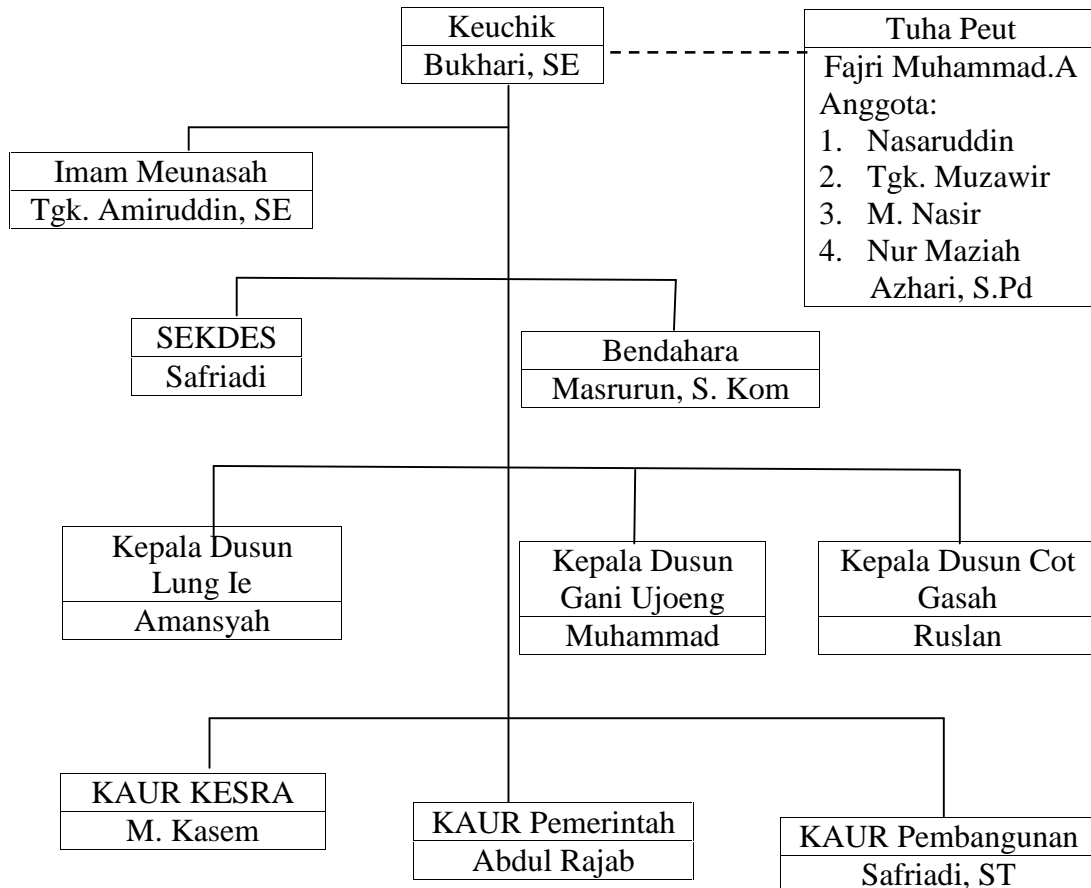 Keuchik
Bukhari, SE
Tuha Peut
Fajri Muhammad.A
Anggota:
1. Nasaruddin
2. Tgk. Muzawir
3. M. Nasir
4. Nur Maziah
Azhari, S.Pd
Imam Meunasah
Tgk. Amiruddin, SE
SEKDES
Safriadi
Bendahara
Masrurun, S. Kom
Kepala Dusun
Lung Ie
Amansyah
Kepala Dusun
Gani Ujoeng
Muhammad
Kepala Dusun Cot
Gasah
Ruslan
KAUR KESRA
M. Kasem
KAUR Pemerintah
Abdul Rajab
KAUR Pembangunan
Safriadi, ST